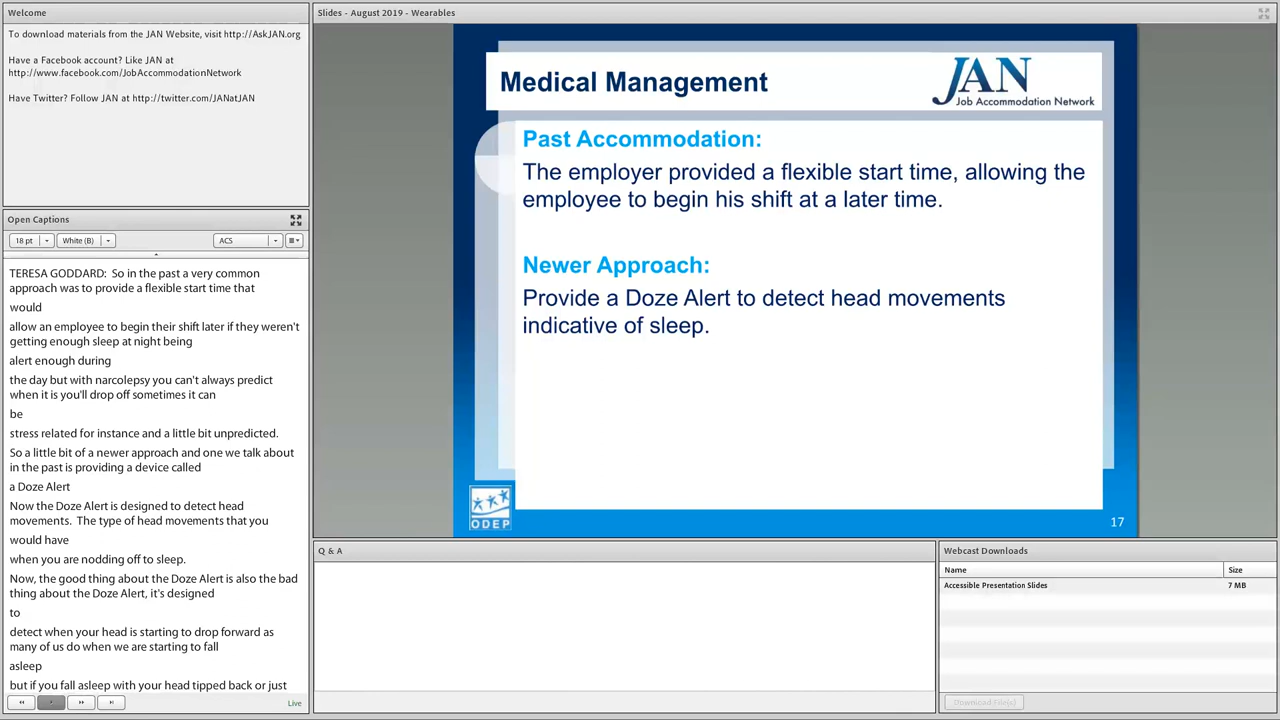 Welcome
To download materials from the JAN Website, visit http://AskJAN.org
Have a Facebook account? Like JAN at
http://www.facebook.com/JobAccommodationNetwork
Have Twitter? Follow JAN at http://twitter.com/JANatJAN
Open Captions
18 pt
White (B)
ACS
TERESA GODDARD:  So in the past a very common
approach was to provide a flexible start time that
would
allow an employee to begin their shift later if they weren't
getting enough sleep at night being
alert enough during
the day but with narcolepsy you can't always predict
when it is you'll drop off sometimes it can
be
stress related for instance and a little bit unpredicted.
So a little bit of a newer approach and one we talk about
in the past is providing a device called
a Doze Alert
Now the Doze Alert is designed to detect head
movements.  The type of head movements that you
would have
when you are nodding off to sleep.
Now, the good thing about the Doze Alert is also the bad
thing about the Doze Alert, it's designed
to
detect when your head is starting to drop forward as
many of us do when we are starting to fall
asleep
but if you fall asleep with your head tipped back or just
Live
Slides - August 2019 - Wearables
Medical Management
JAN
Job Accommodation Network
Past Accommodation:
The employer provided a flexible start time, allowing the
employee to begin his shift at a later time.
Newer Approach:
Provide a Doze Alert to detect head movements
indicative of sleep.
ODEP
17
Q & A
Webcast Downloads
Name
Size
Accessible Presentation Slides
7 MB
Download File(s)